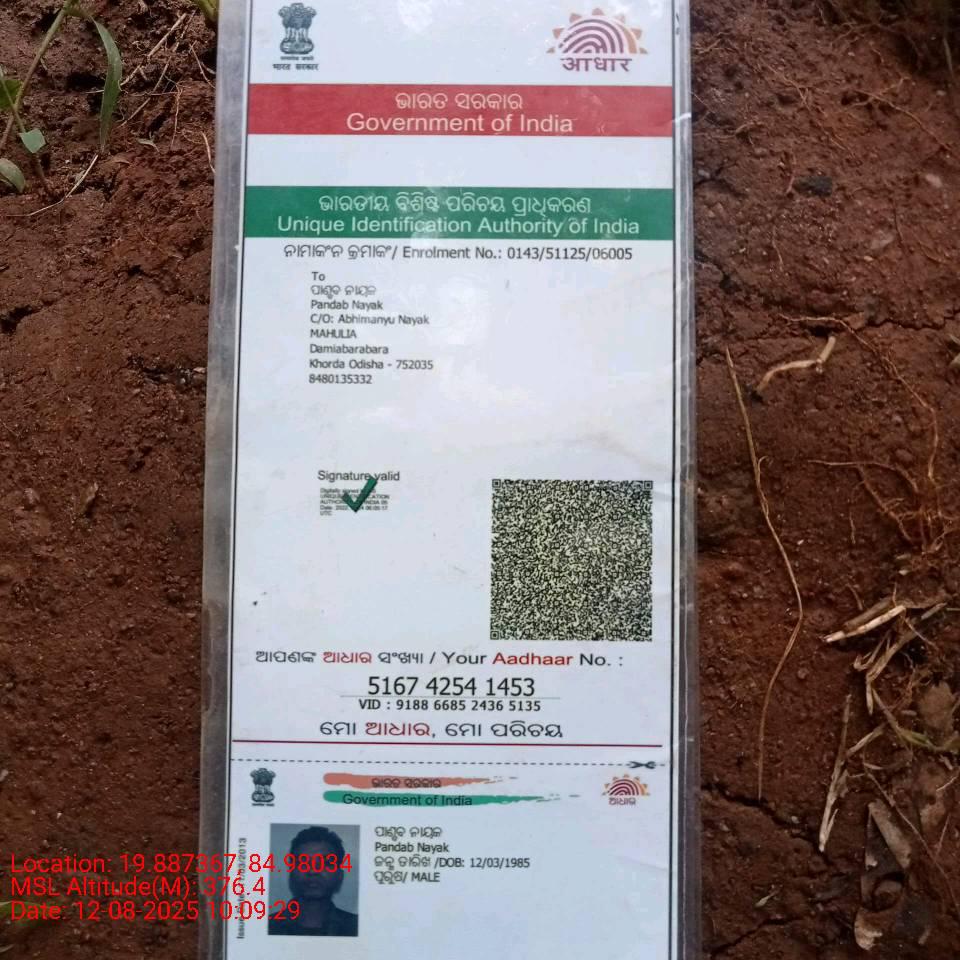 भारत सरकार
आधार
ଭାରତ ସରକାର
Government of India
ଭାରତୀୟ ବିଶିଷ୍ଟ ପରିଚୟ ପ୍ରାଧିକରଣ
Unique Identification Authority of India
ନାମାଙ୍କନ କ୍ରମାଙ୍କ/ Enrolment No.: 0143/51125/06005
To
ପାଣ୍ଡବ ନାୟକ
Pandab Nayak
C/O: Abhimanyu Nayak
MAHULIA
Damiabarabara
Khorda Odisha - 752035
8480135332
Signature valid
ଆପଣଙ୍କ ଆଧାର ସଂଖ୍ୟା / Your Aadhaar No. :
5167 4254 1453
VID : 9188 6685 2436 5135
ମୋ ଆଧାର, ମୋ ପରିଚୟ
ଭାରତ ସରକାର
Government of India
ଆଧାର
ପାଣ୍ଡବ ନାୟକ
Pandab Nayak
ଜନ୍ମ ତାରିଖ /DOB: 12/03/1985
ପୁରୁଷ/ MALE
Location: 19.887367,84.98034
MSL Altitude(M): 376.4
Date: 12-08-2025 10:09:29